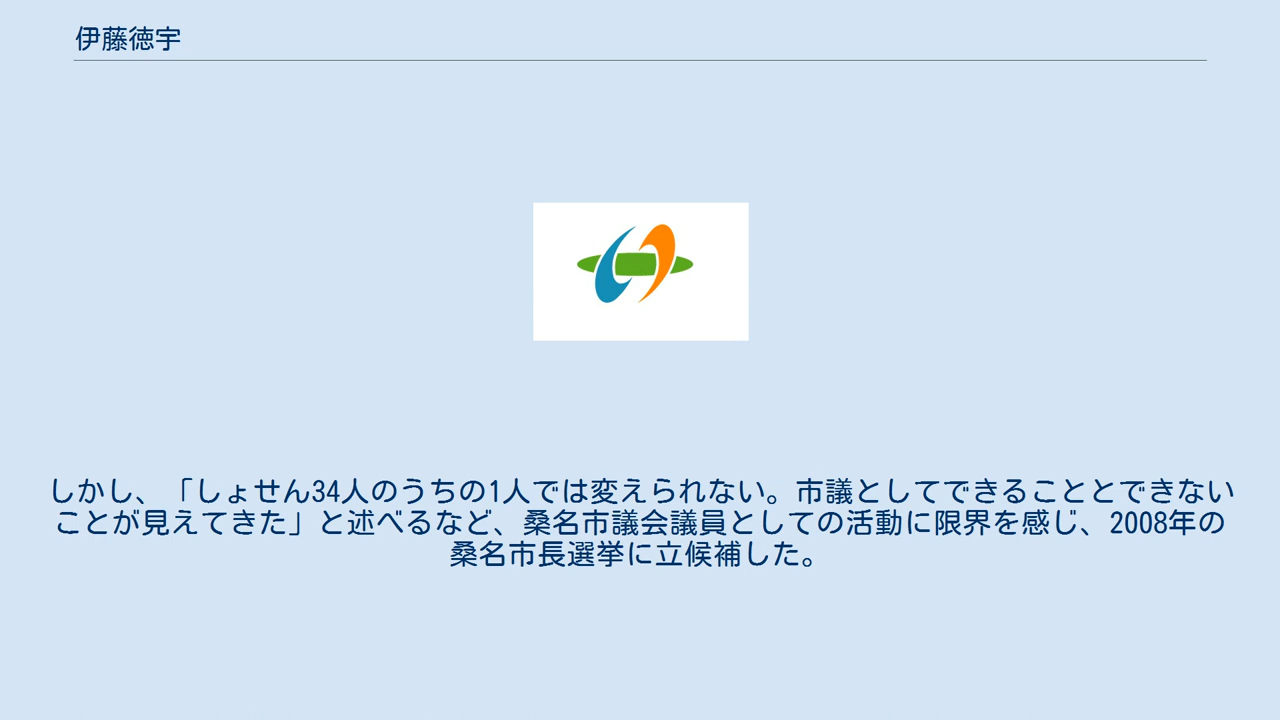 伊藤徳宇
しかし、「しょせん34人のうちの1人では変えられない。市議としてできることとできない
ことが見えてきた」と述べるなど、桑名市議会議員としての活動に限界を感じ、2008年の
桑名市長選挙に立候補した。